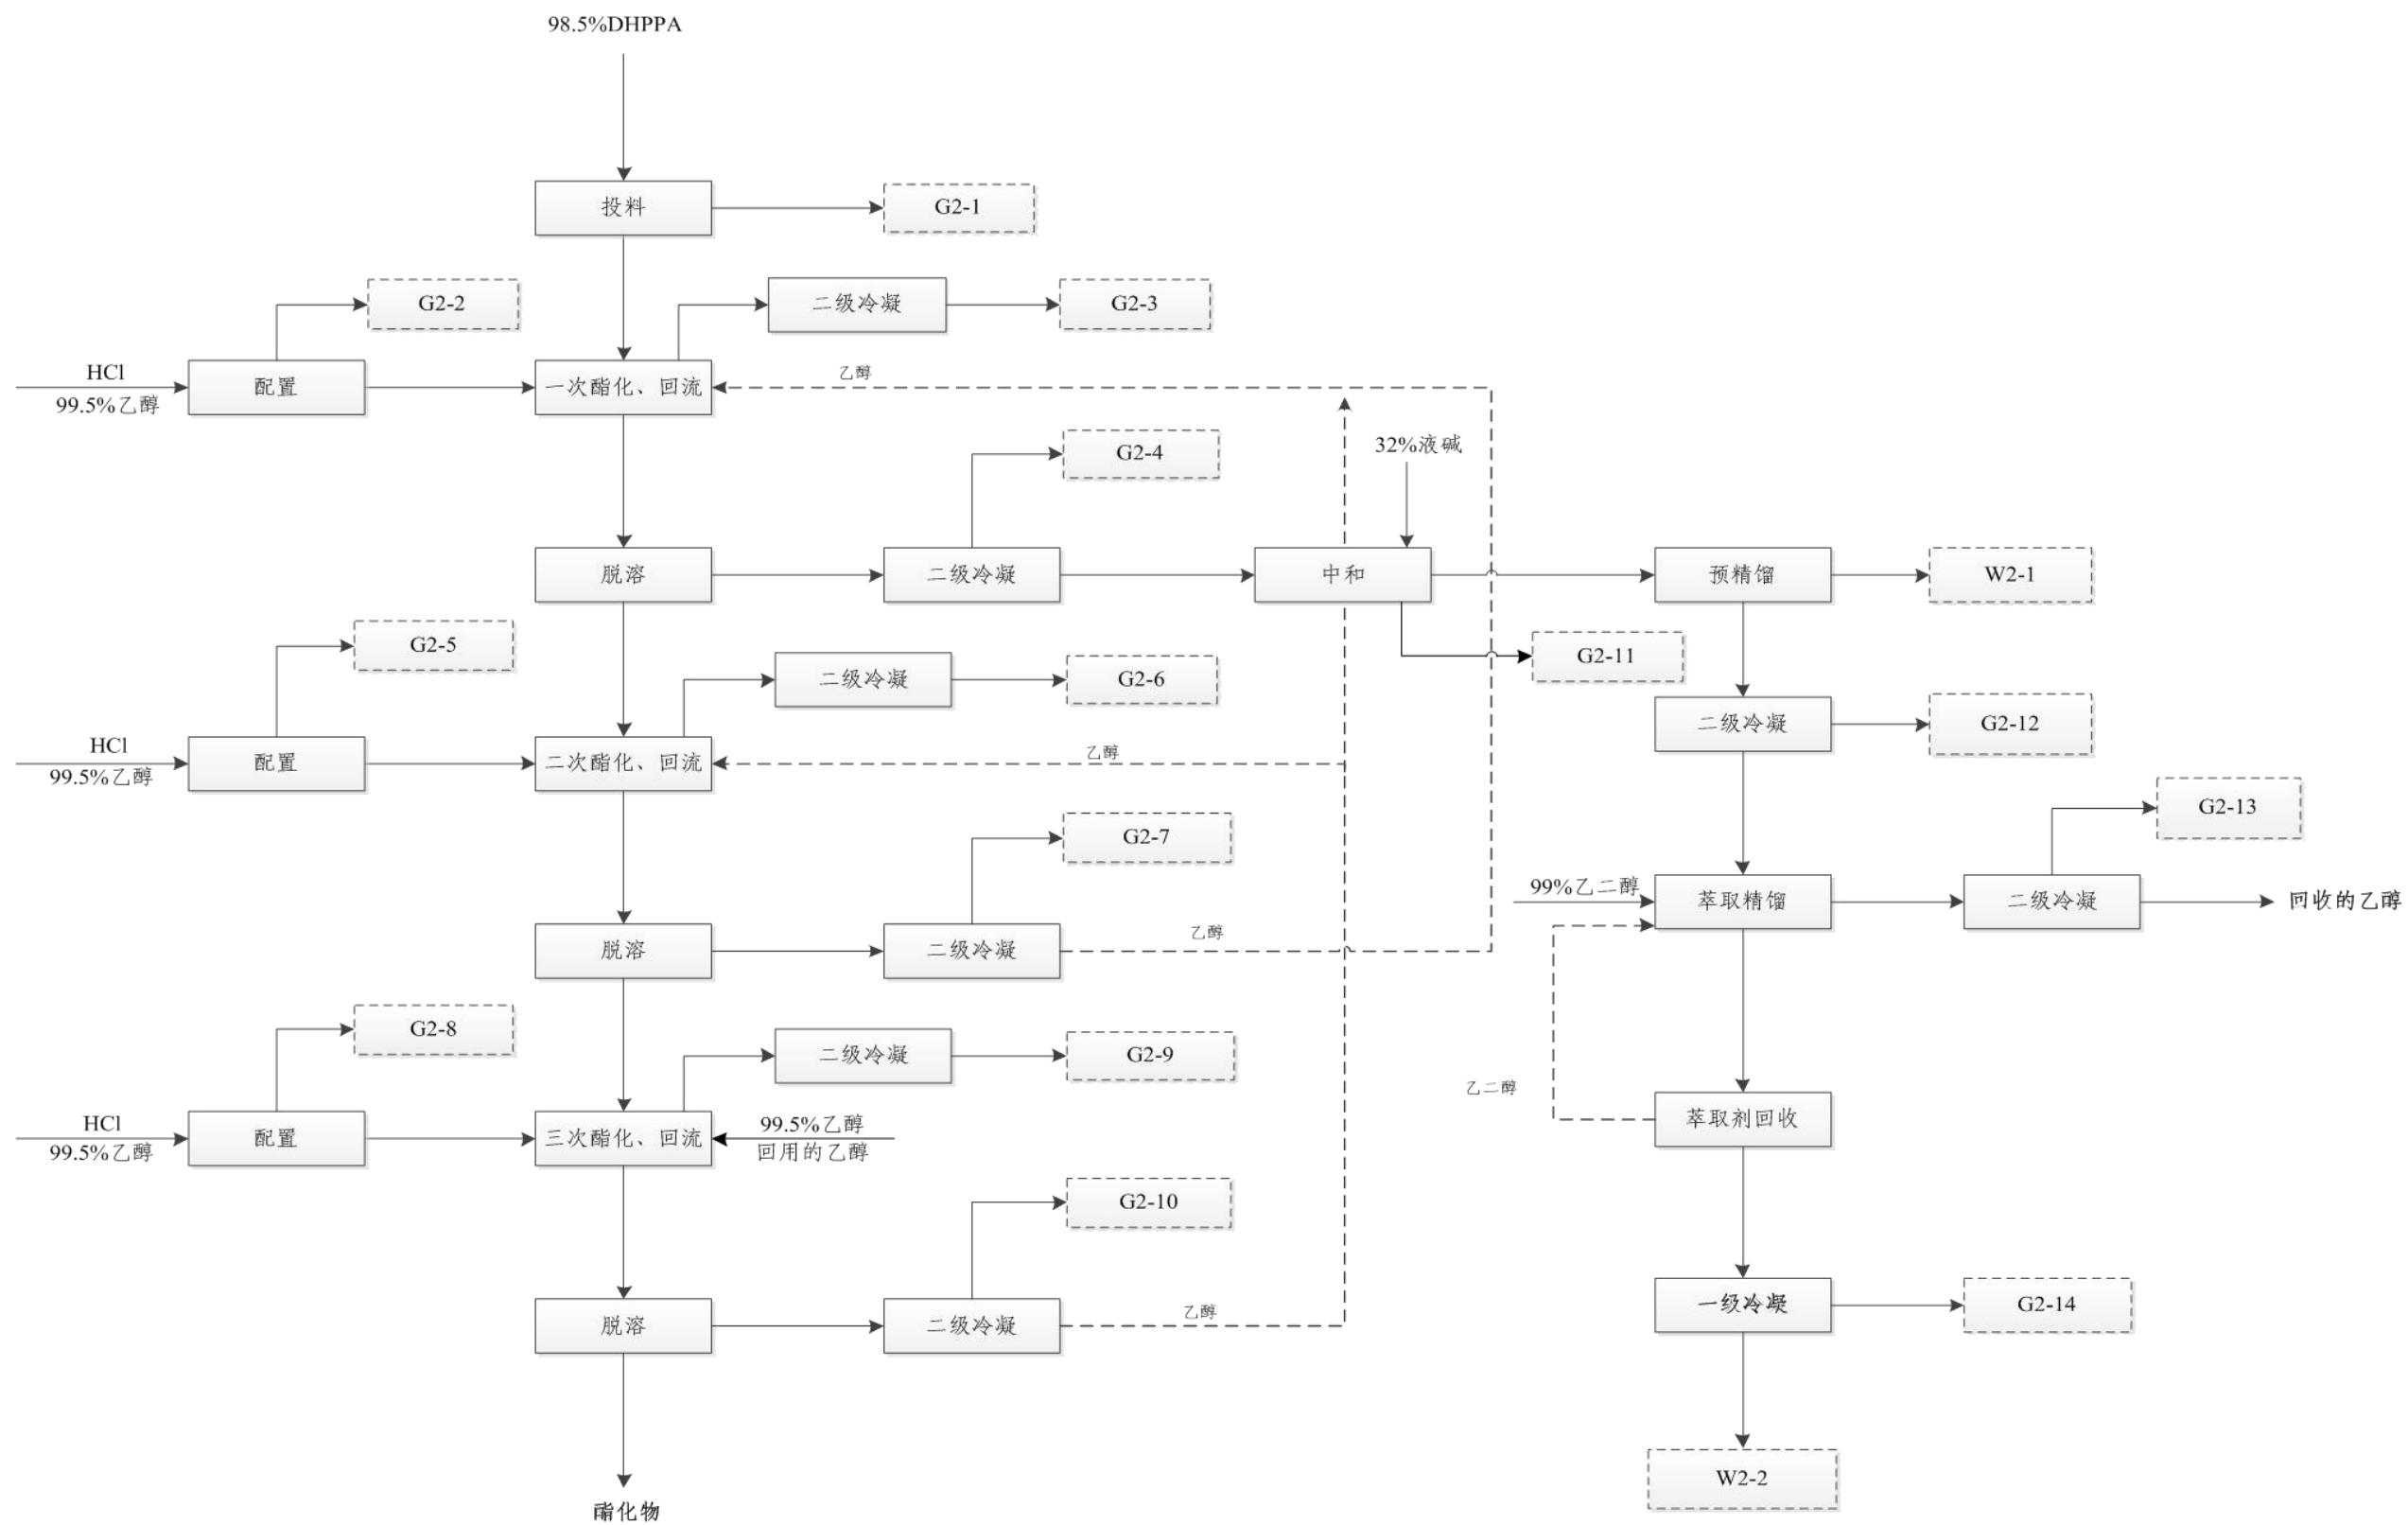 98.5%DHPPA
投料
G2-1
G2-2
二级冷凝
G2-3
HCl
99.5%乙醇
配置
一次酯化、回流
乙醇
G2-4
32%液碱
脱溶
二级冷凝
中和
预精馏
W2-1
G2-5
二级冷凝
G2-6
G2-11
HCl
99.5%乙醇
配置
二次酯化、回流
乙醇
二级冷凝
G2-12
G2-7
G2-13
脱溶
二级冷凝
乙醇
99%乙二醇
萃取精馏
二级冷凝
回收的乙醇
G2-8
二级冷凝
G2-9
乙二醇
HCl
99.5%乙醇
配置
三次酯化、回流
99.5%乙醇
回用的乙醇
萃取剂回收
G2-10
脱溶
二级冷凝
乙醇
一级冷凝
G2-14
W2-2
酯化物